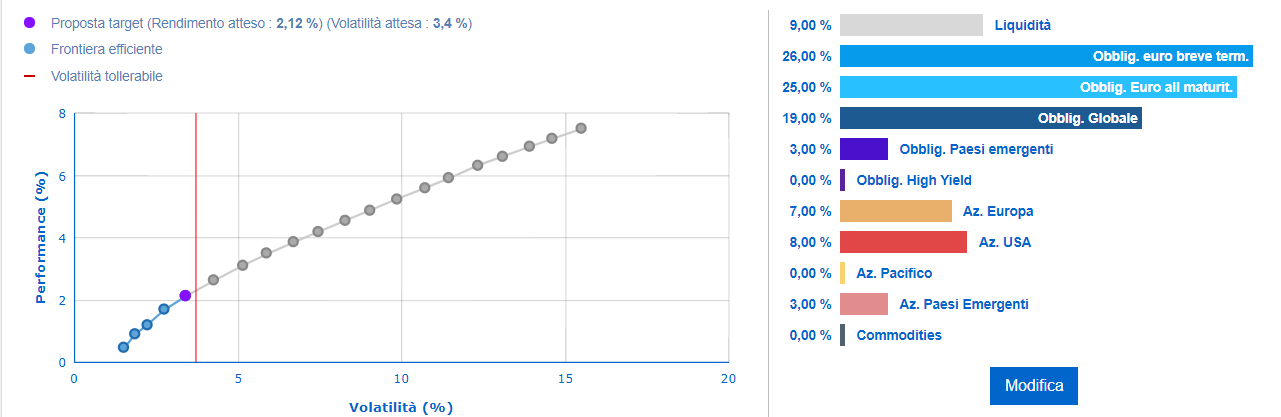 Proposta target (Rendimento atteso : 2,12 %) (Volatilità attesa : 3,4 %)
Frontiera efficiente
Volatilità tollerabile
8
6
4
2
0
Performance (%)
0 5 10 15 20
Volatilità (%)
9,00 % Liquidità
26,00 % Obblig. euro breve term.
25,00 % Obblig. Euro all maturit.
19,00 % Obblig. Globale
3,00 % Obblig. Paesi emergenti
0,00 % Obblig. High Yield
7,00 % Az. Europa
8,00 % Az. USA
0,00 % Az. Pacifico
3,00 % Az. Paesi Emergenti
0,00 % Commodities
Modifica